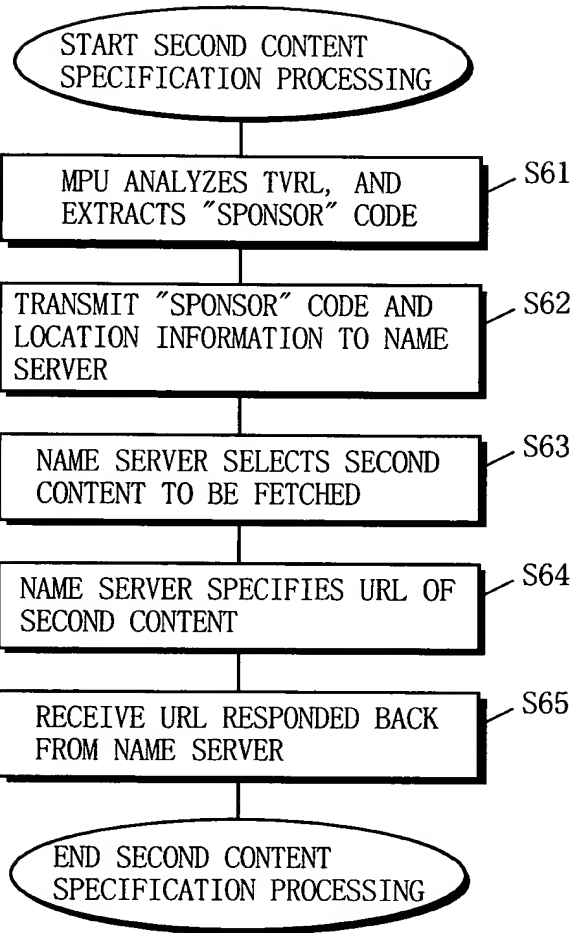 START SECOND CONTENT
SPECIFICATION PROCESSING
MPU ANALYZES TVRL, AND
EXTRACTS "SPONSOR" CODE
S61
TRANSMIT "SPONSOR" CODE AND
LOCATION INFORMATION TO NAME
SERVER
S62
NAME SERVER SELECTS SECOND
CONTENT TO BE FETCHED
S63
NAME SERVER SPECIFIES URL OF
SECOND CONTENT
S64
RECEIVE URL RESPONDED BACK
FROM NAME SERVER
S65
END SECOND CONTENT
SPECIFICATION PROCESSING